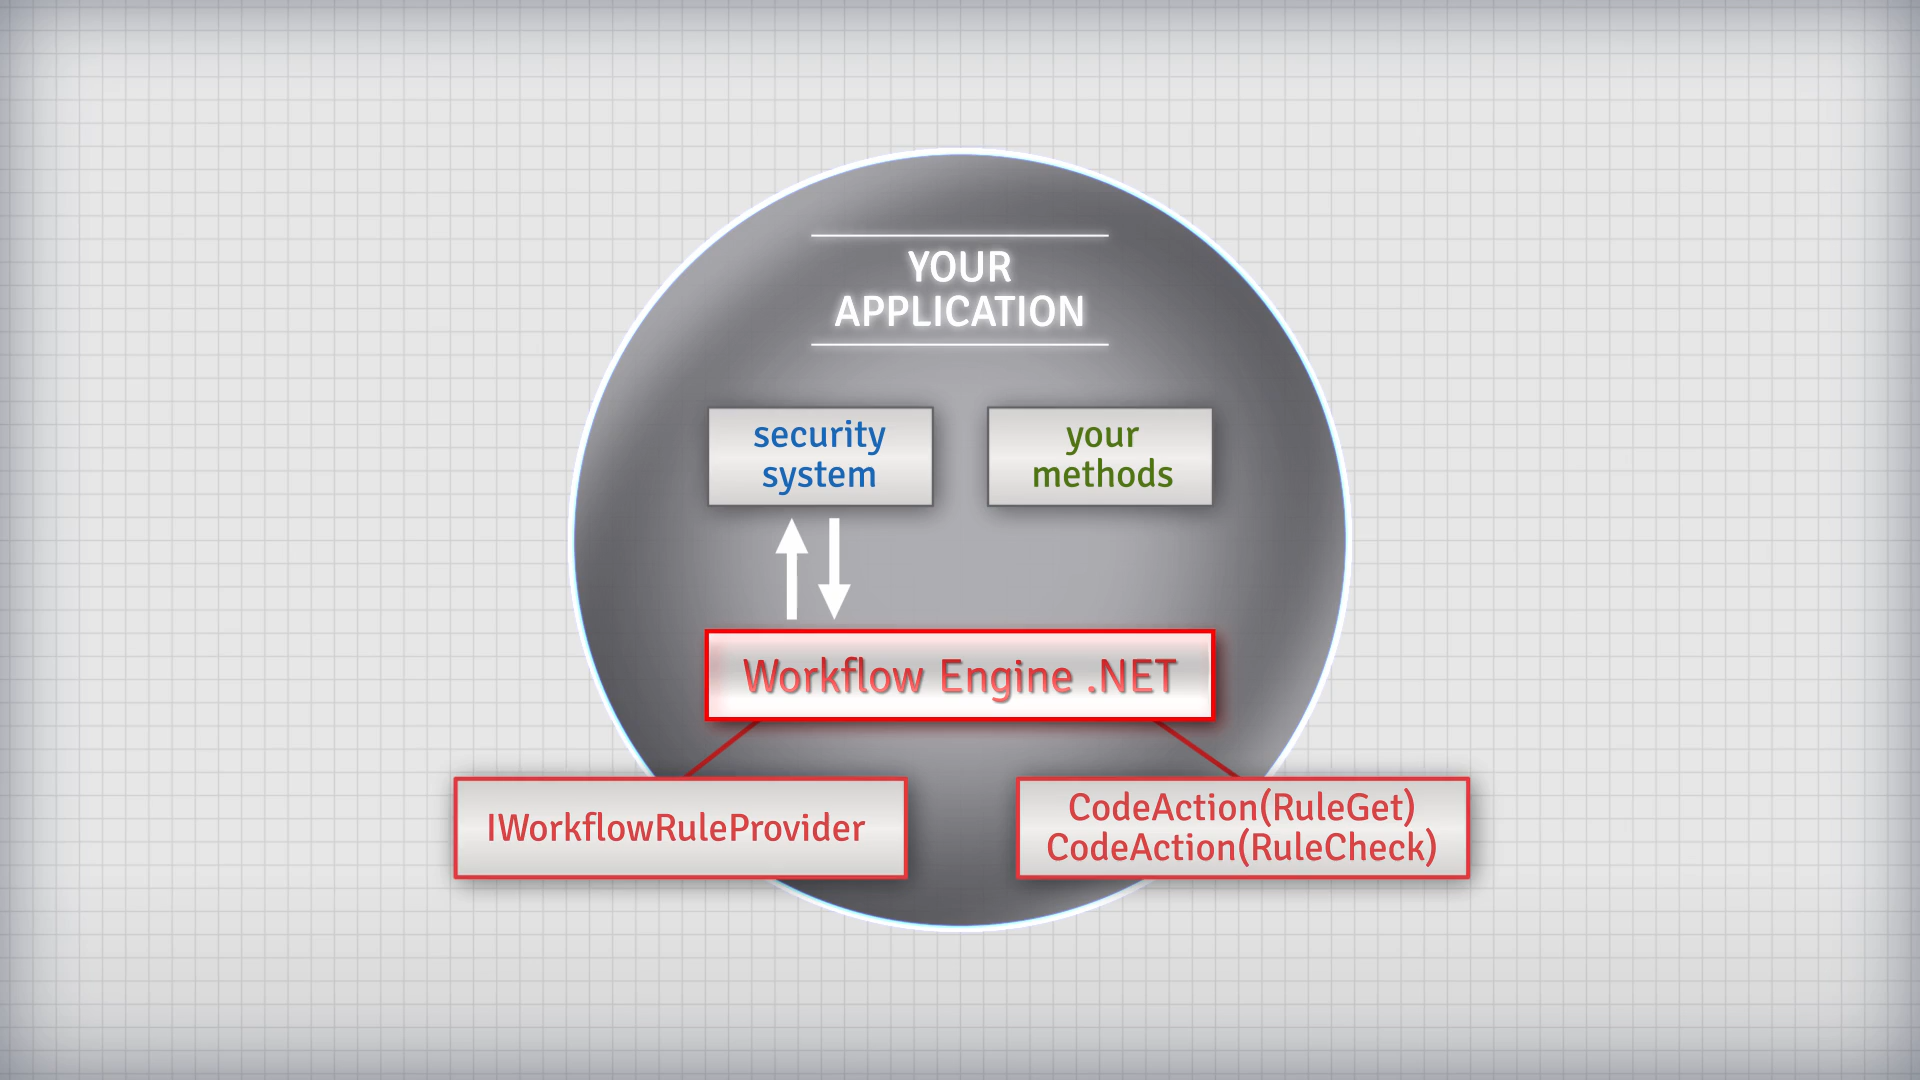 YOUR
APPLICATION
security
system
your
methods
Workflow Engine .NET
IWorkflowRuleProvider
CodeAction(RuleGet)
CodeAction(RuleCheck)